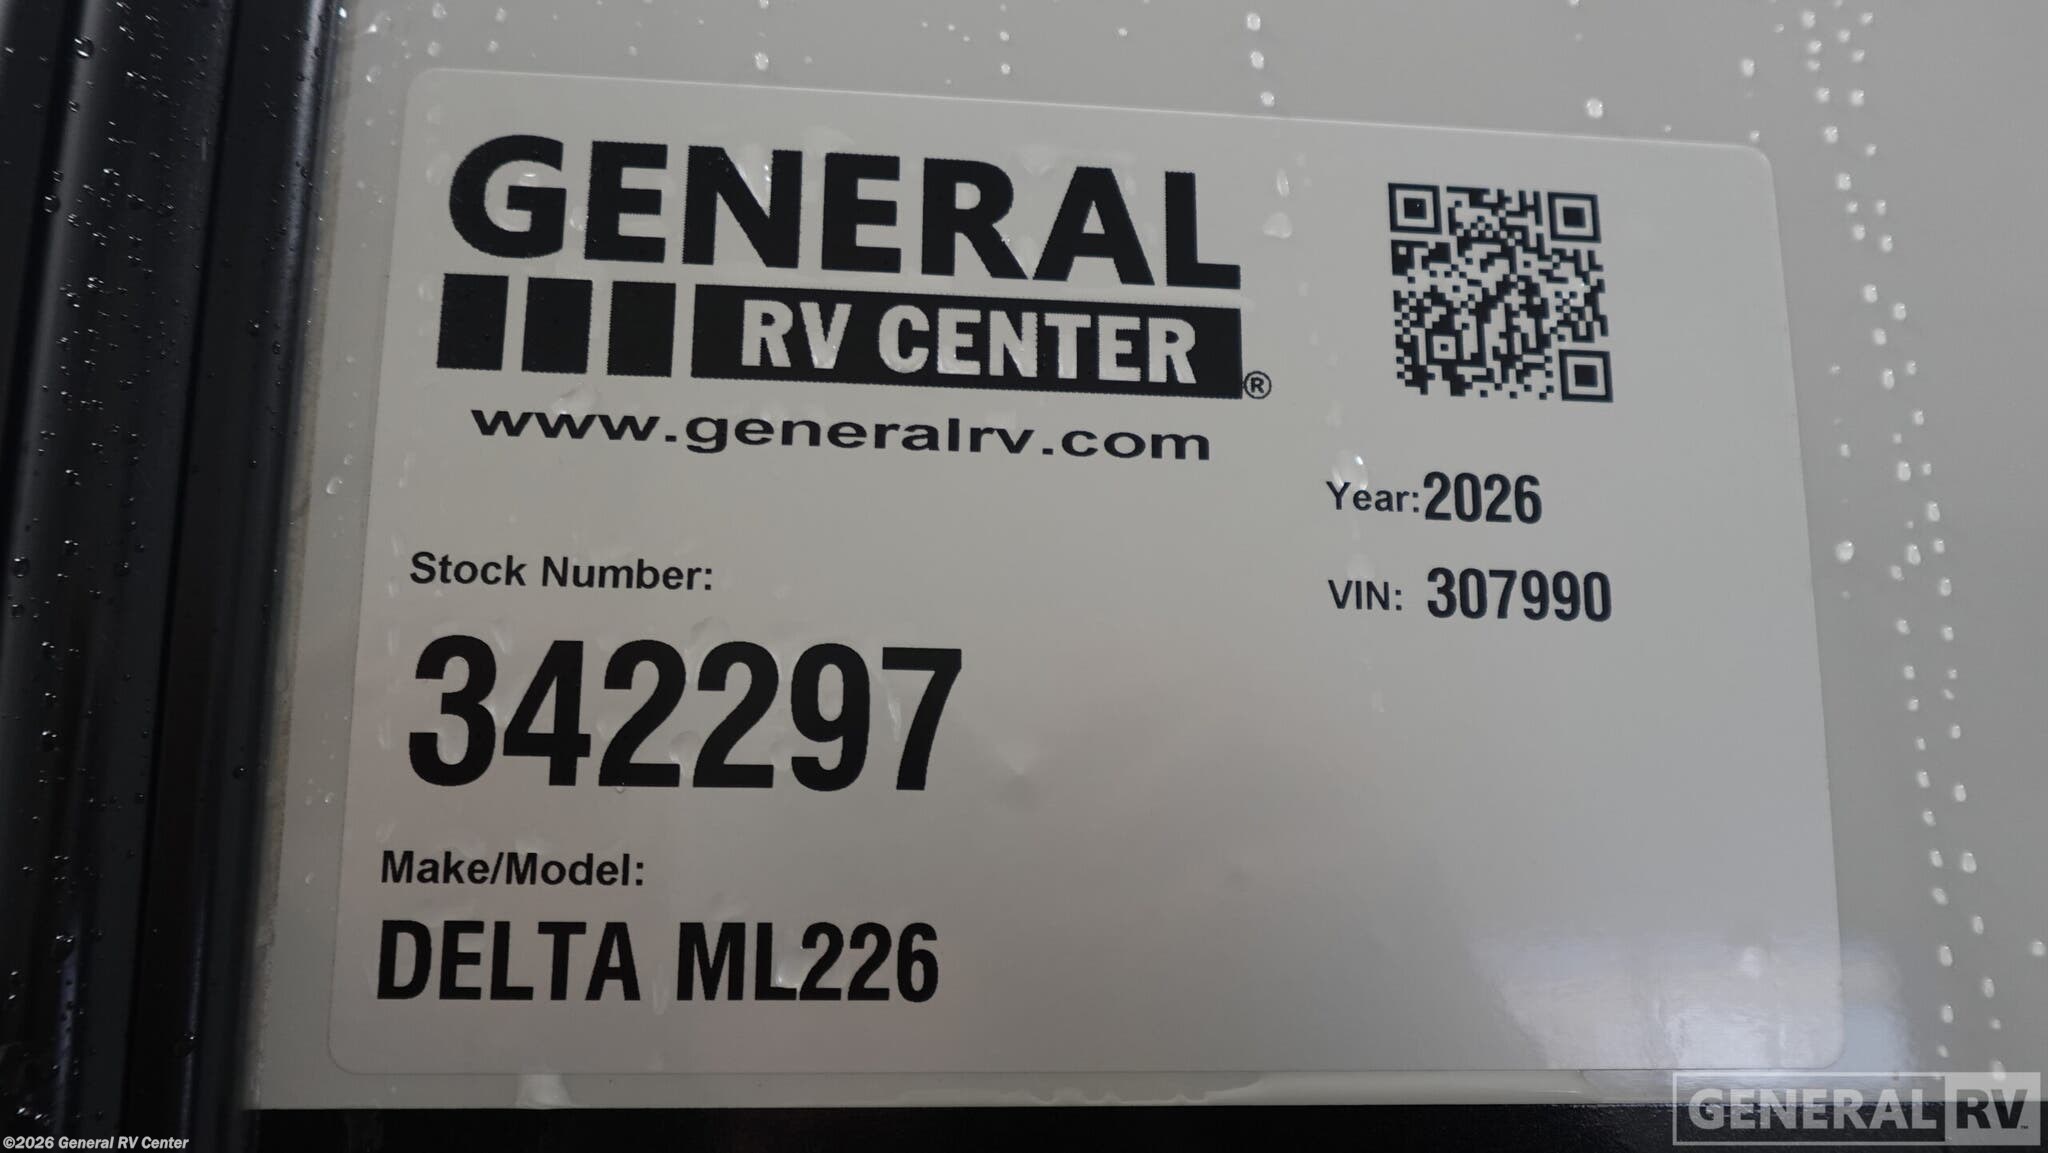 GENERAL
RV CENTER®
www.generalrv.com
Year: 2026
VIN: 307990
Stock Number:
342297
Make/Model:
DELTA ML226
GENERAL RV™
©2026 General RV Center